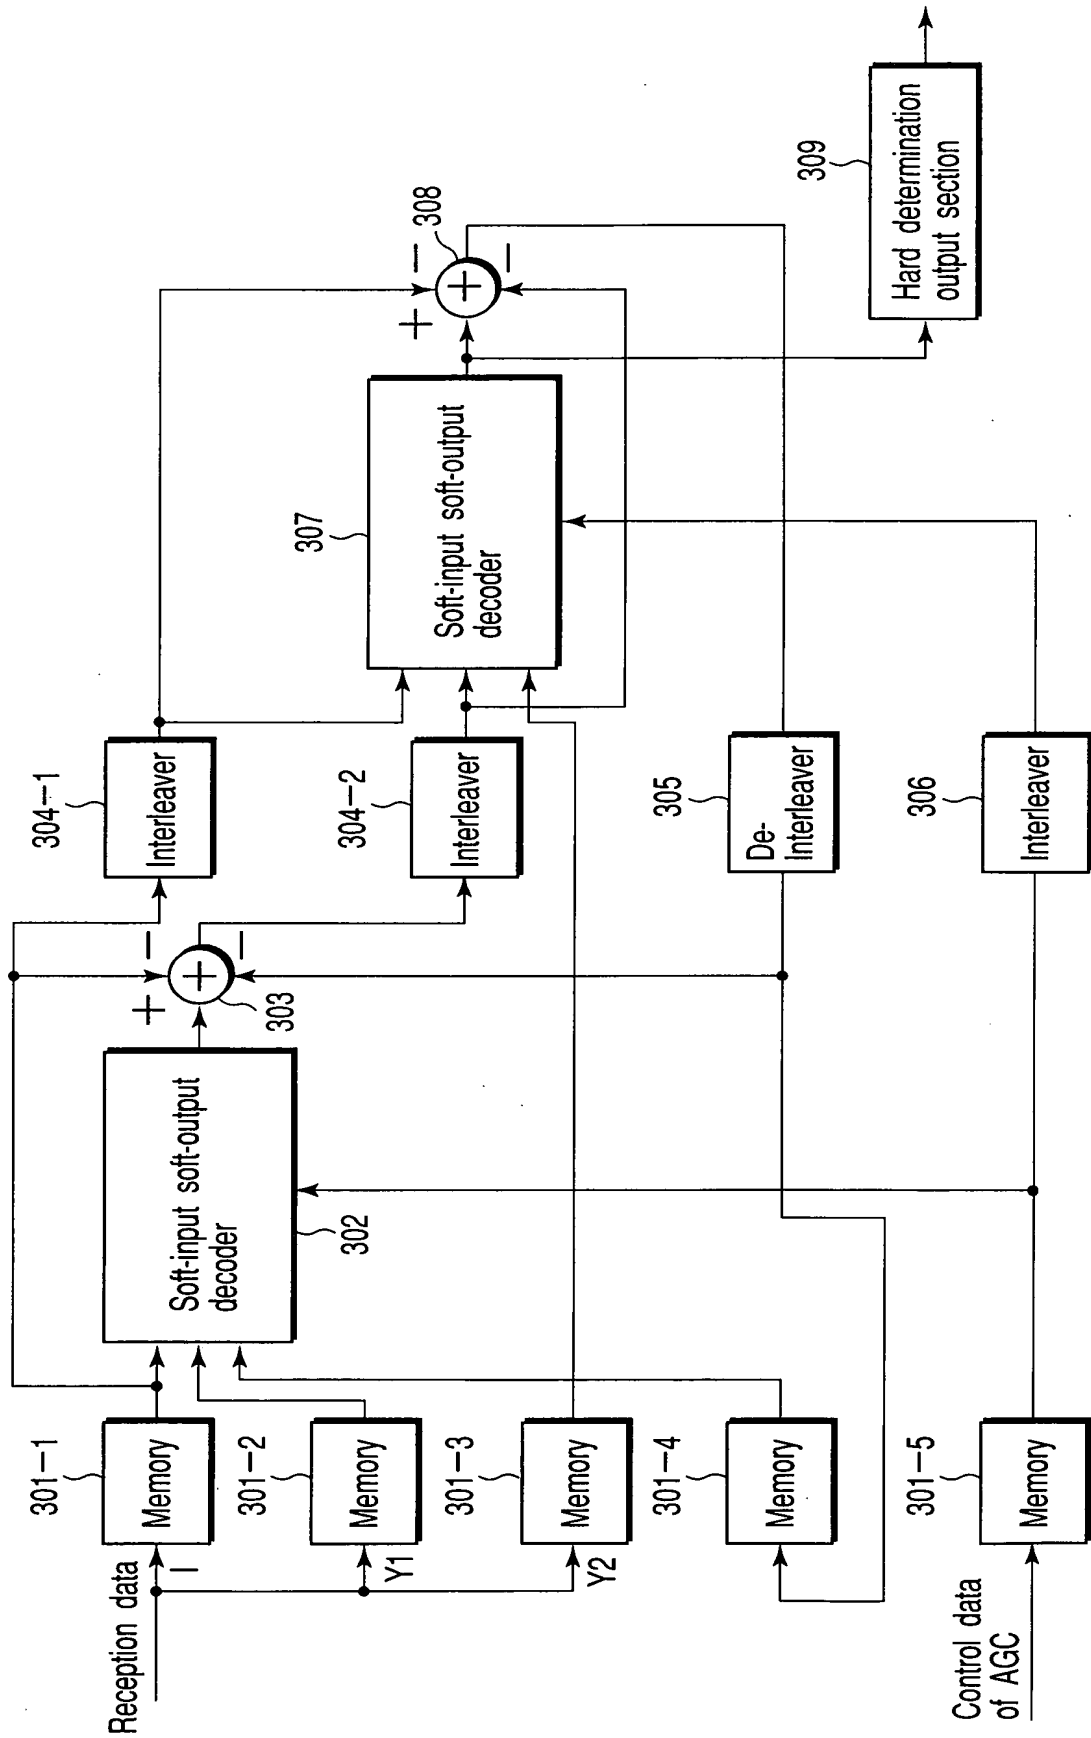 Reception data
I
Y1
Y2
Control data
of AGC
301-1
Memory
301-2
Memory
301-3
Memory
301-4
Memory
301-5
Memory
Soft-input soft-output
decoder
302
+
−
+
−
303
304-1
Interleaver
304-2
Interleaver
305
De-
Interleaver
306
Interleaver
307
Soft-input soft-output
decoder
+
−
+
−
308
309
Hard determination
output section